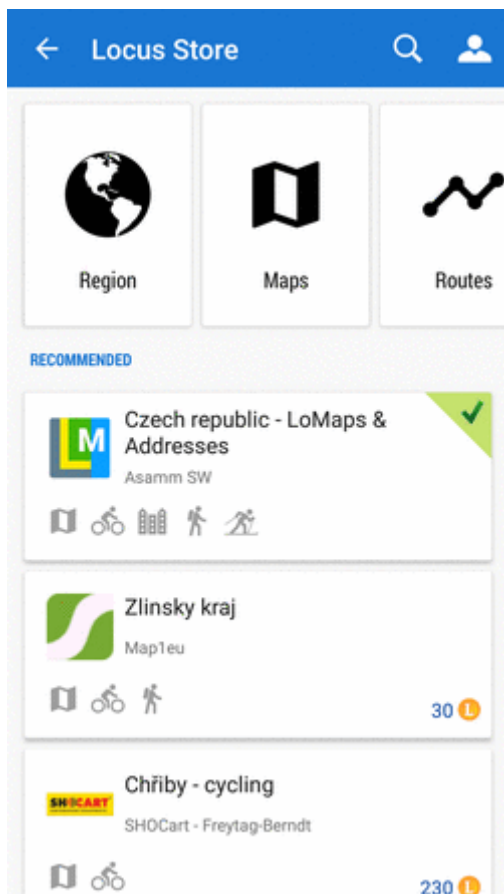 Locus Store
Region
Maps
Routes
RECOMMENDED
LM
Czech republic - LoMaps &
Addresses
Asamm SW
Zlinsky kraj
Map1eu
30 L
SHOCART
Chřiby - cycling
SHOCart - Freytag-Berndt
230 L